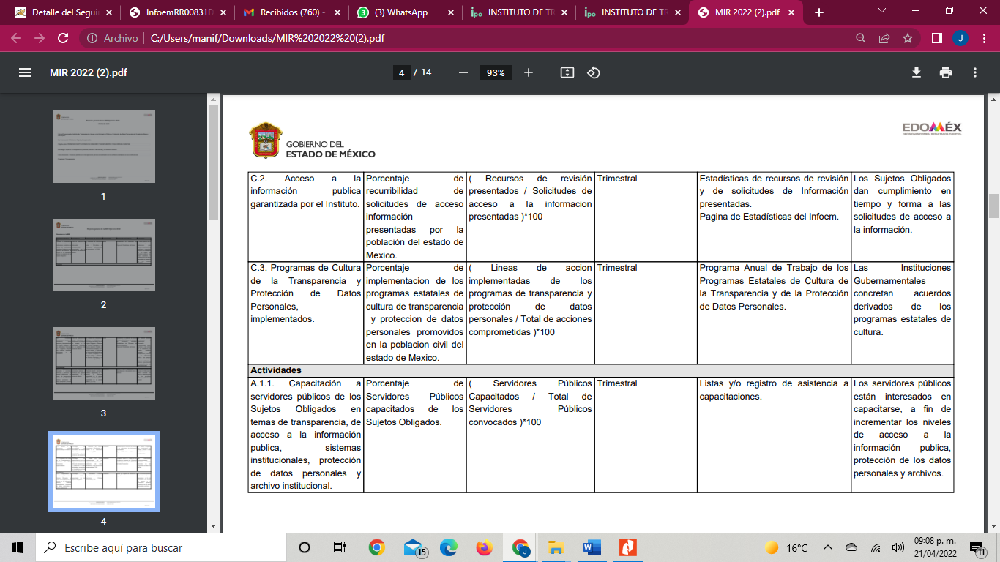 Detalle del Segui
InfoemRR00831D
Recibidos (760) -
3
(3) WhatsApp
ipo
INSTITUTO DE TR
ipo
INSTITUTO DE TR
MIR 2022 (2).pdf
Archivo
C:/Users/manif/Downloads/MIR%202022%20(2).pdf
J
MIR 2022 (2).pdf
4 / 14
93%
1
2
3
4
GOBIERNO DEL
ESTADO DE MÉXICO
EDOMÉX
DECISIONES FIRMES, RESULTADOS FUERTES.
C.2. Acceso a la
información publica
garantizada por el Instituto.
Porcentaje de
recurribilidad de
solicitudes de acceso
información
presentadas por la
población del estado de
Mexico.
( Recursos de revisión
presentados / Solicitudes de
acceso a la informacion
presentadas )*100
Trimestral
Estadísticas de recursos de revisión
y de solicitudes de Información
presentadas.
Pagina de Estadísticas del Infoem.
Los Sujetos Obligados
dan cumplimiento en
tiempo y forma a las
solicitudes de acceso a
la información.
C.3. Programas de Cultura
de la Transparencia y
Protección de Datos
Personales,
implementados.
Porcentaje de
implementacion de los
programas estatales de
cultura de transparencia
y proteccion de datos
personales promovidos
en la poblacion civil del
estado de Mexico.
( Lineas de accion
implementadas de los
programas de transparencia y
protección de datos
personales / Total de acciones
comprometidas )*100
Trimestral
Programa Anual de Trabajo de los
Programas Estatales de Cultura de
la Transparencia y de la Protección
de Datos Personales.
Las Instituciones
Gubernamentales
concretan acuerdos
derivados de los
programas estatales de
cultura.
Actividades
A.1.1. Capacitación a
servidores públicos de los
Sujetos Obligados en
temas de transparencia, de
acceso a la información
publica, sistemas
institucionales, protección
de datos personales y
archivo institucional.
Porcentaje de
Servidores Públicos
capacitados de los
Sujetos Obligados.
( Servidores Públicos
Capacitados / Total de
Servidores Públicos
convocados )*100
Trimestral
Listas y/o registro de asistencia a
capacitaciones.
Los servidores públicos
están interesados en
capacitarse, a fin de
incrementar los niveles
de acceso a la
información publica,
protección de los datos
personales y archivos.
Escribe aquí para buscar
15
J
16°C
09:08 p. m.
21/04/2022
11